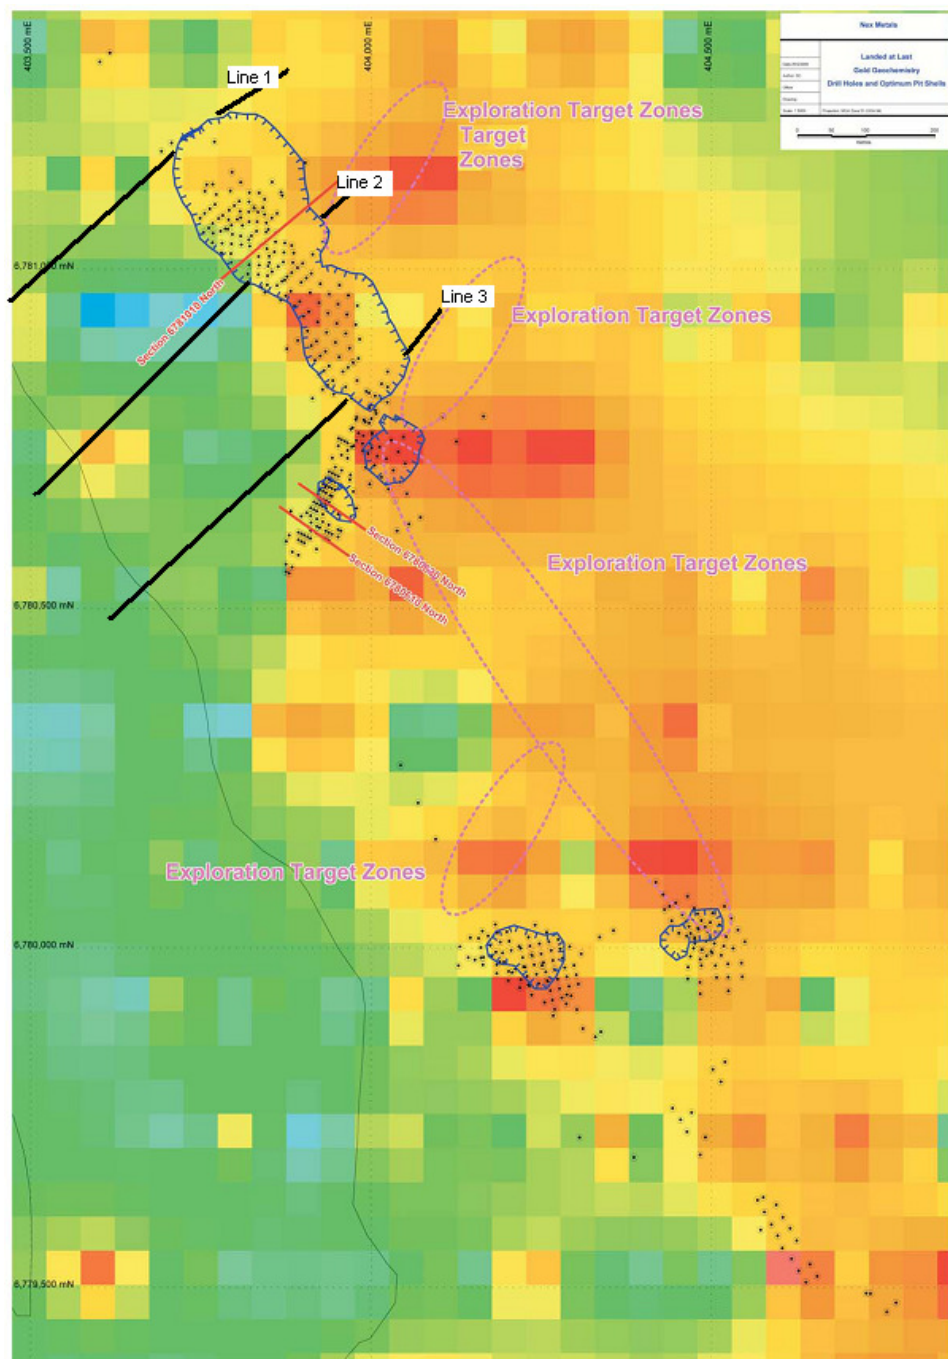 403,500 mE
404,000 mE
404,500 mE
Nex Metals
Landed at Last
Gold Geochemistry
Drill Holes and Optimum Pit Shells
Line 1
Exploration Target Zones
Target
Zones
Line 2
6,781,000 mN
Section 6781010 North
Line 3
Exploration Target Zones
Section 6780630 North
Section 6780610 North
Exploration Target Zones
6,780,500 mN
Exploration Target Zones
6,780,000 mN
6,779,500 mN